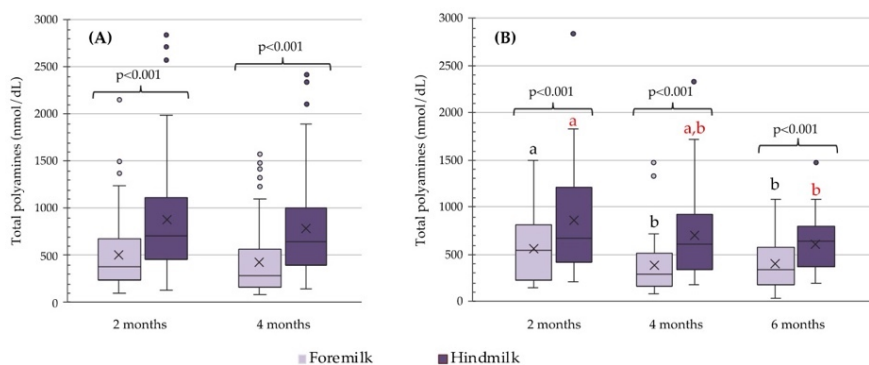 (A)
Total polyamines (nmol/dL)
3000
2500
2000
1500
1000
500
0
p<0.001
p<0.001
2 months
4 months
(B)
Total polyamines (nmol/dL)
3000
2500
2000
1500
1000
500
0
p<0.001
p<0.001
p<0.001
a
a
b
a,b
b
b
2 months
4 months
6 months
Foremilk
Hindmilk